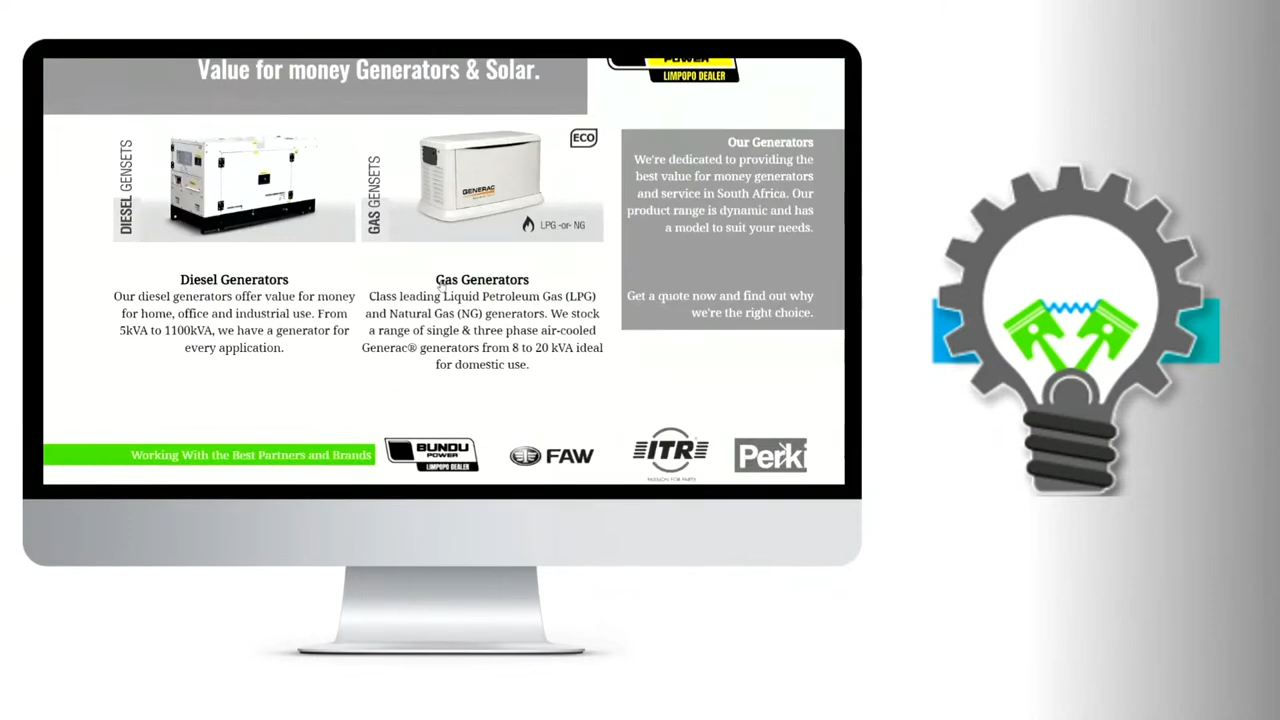 Value for money Generators & Solar.
POWER
LIMPOPO DEALER
DIESEL GENSETS
GAS GENSETS
ECO
GENERAC
LPG -or- NG
Our Generators
We're dedicated to providing the
best value for money generators
and service in South Africa. Our
product range is dynamic and has
a model to suit your needs.
Get a quote now and find out why
we're the right choice.
Diesel Generators
Our diesel generators offer value for money
for home, office and industrial use. From
5kVA to 1100kVA, we have a generator for
every application.
Gas Generators
Class leading Liquid Petroleum Gas (LPG)
and Natural Gas (NG) generators. We stock
a range of single & three phase air-cooled
Generac® generators from 8 to 20 kVA ideal
for domestic use.
Working With the Best Partners and Brands
BUNDU
POWER
LIMPOPO DEALER
FAW
ITR
PASSION FOR PARTS
Perki